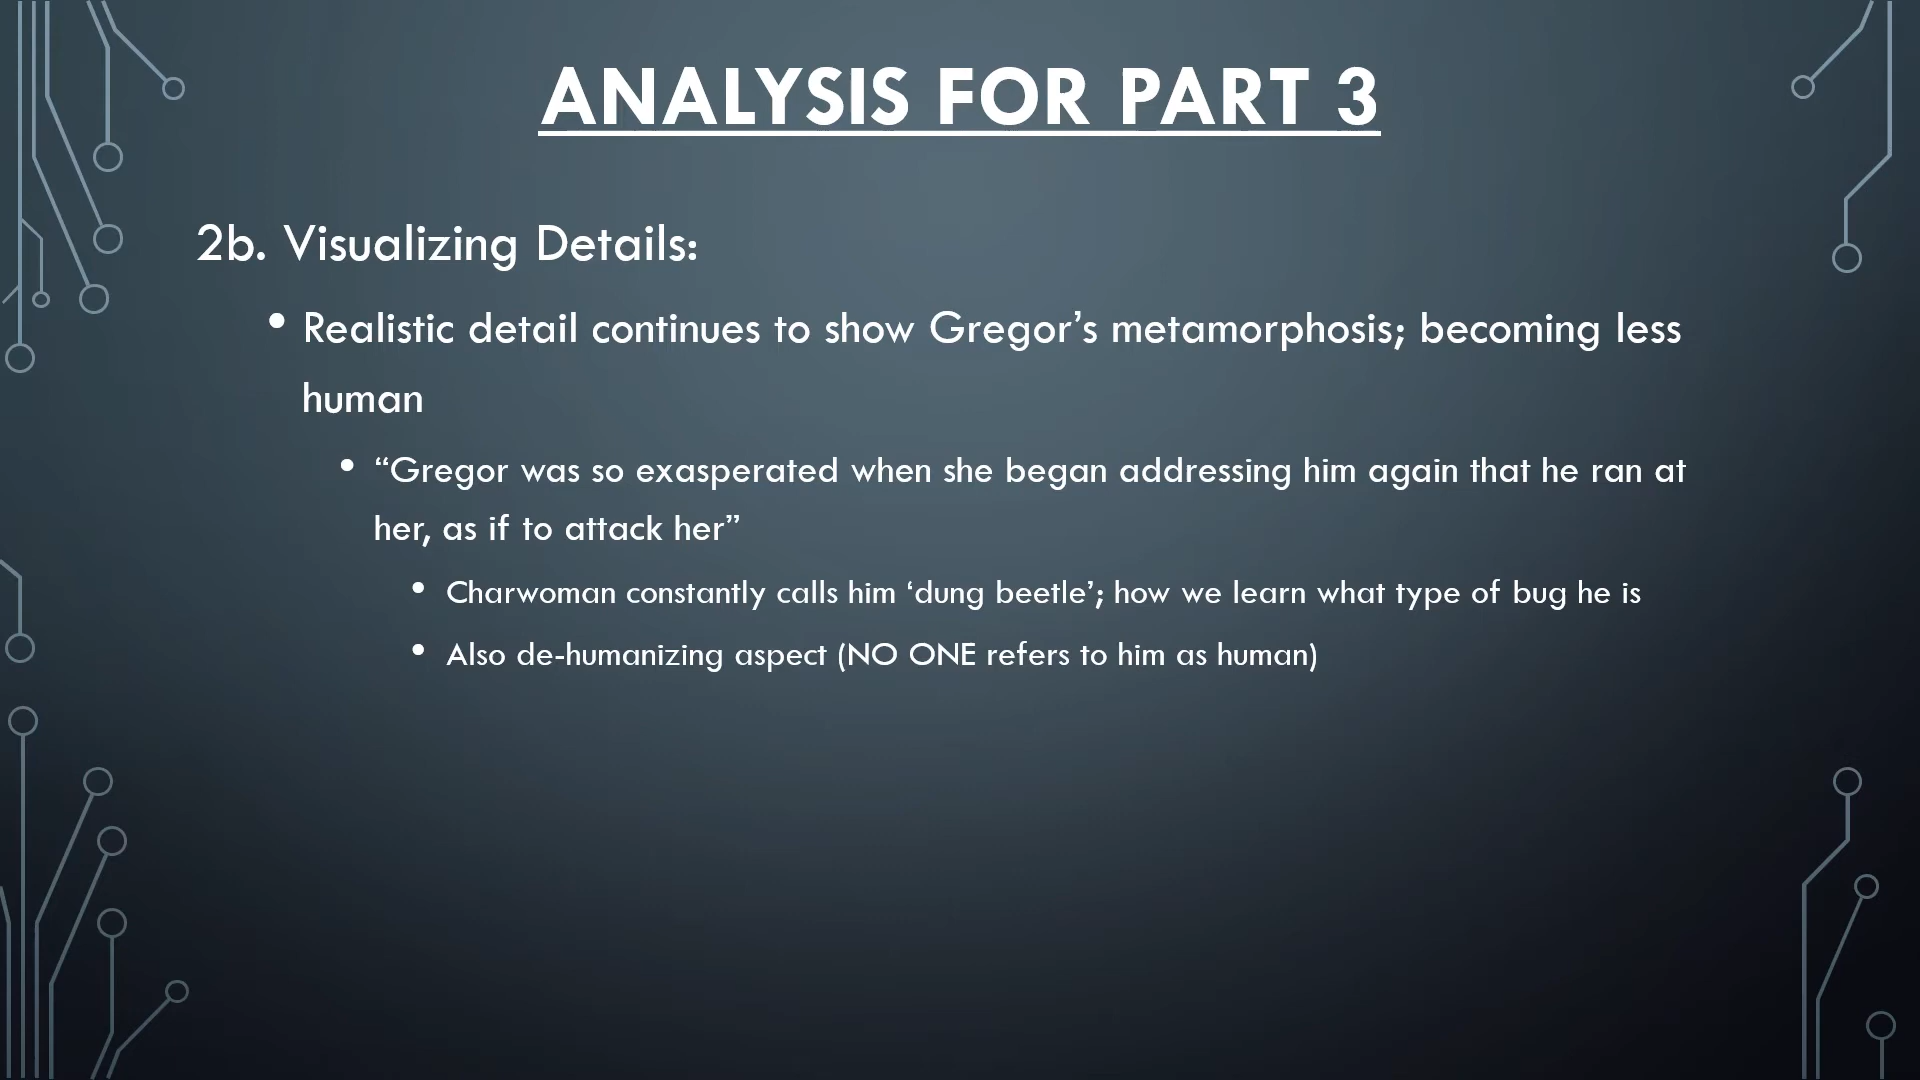 ANALYSIS FOR PART 3
2b. Visualizing Details:
• Realistic detail continues to show Gregor’s metamorphosis; becoming less
human
• “Gregor was so exasperated when she began addressing him again that he ran at
her, as if to attack her”
• Charwoman constantly calls him ‘dung beetle’; how we learn what type of bug he is
• Also de-humanizing aspect (NO ONE refers to him as human)